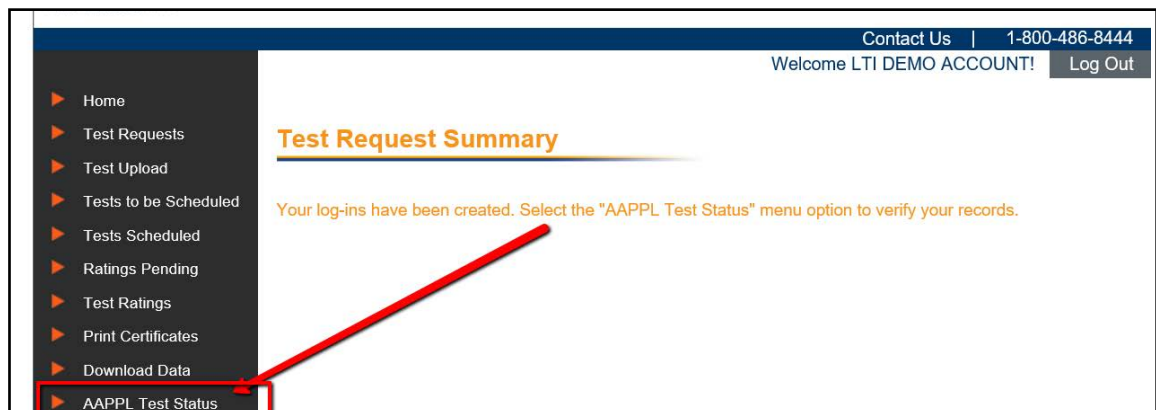 Contact Us | 1-800-486-8444
Welcome LTI DEMO ACCOUNT! Log Out
Home
Test Requests
Test Upload
Tests to be Scheduled
Tests Scheduled
Ratings Pending
Test Ratings
Print Certificates
Download Data
AAPPL Test Status
Test Request Summary
Your log-ins have been created. Select the "AAPPL Test Status" menu option to verify your records.